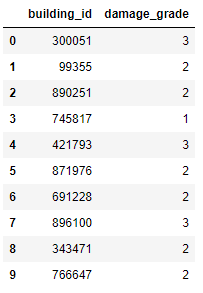 building_id damage_grade
0 300051 3
1 99355 2
2 890251 2
3 745817 1
4 421793 3
5 871976 2
6 691228 2
7 896100 3
8 343471 2
9 766647 2